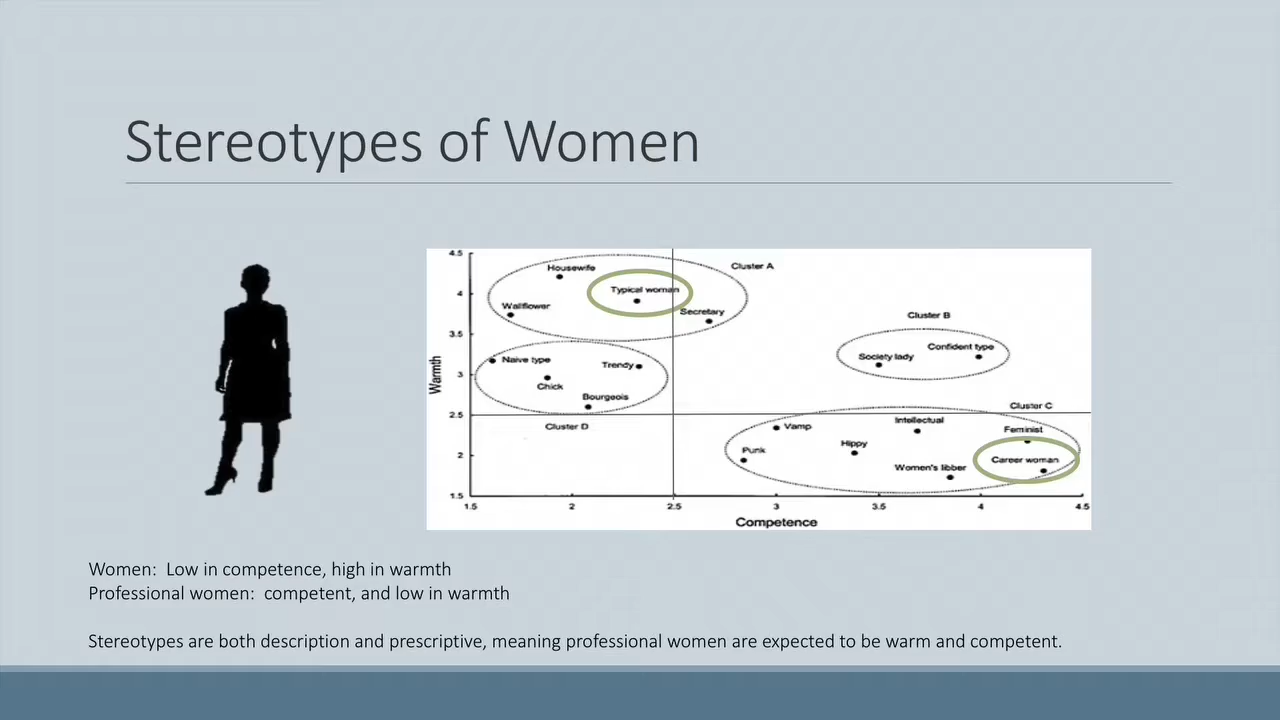 Stereotypes of Women
4.5
4
3.5
3
2.5
2
1.5
Warmth
Housewife
Cluster A
Typical woman
Wallflower
Secretary
Cluster B
Confident type
Society lady
Naive type
Trendy
Chick
Bourgeois
Cluster D
Cluster C
Intellectual
Vamp
Feminist
Hippy
Punk
Career woman
Women's libber
1.5 2 2.5 3 3.5 4 4.5
Competence
Women: Low in competence, high in warmth
Professional women: competent, and low in warmth
Stereotypes are both description and prescriptive, meaning professional women are expected to be warm and competent.